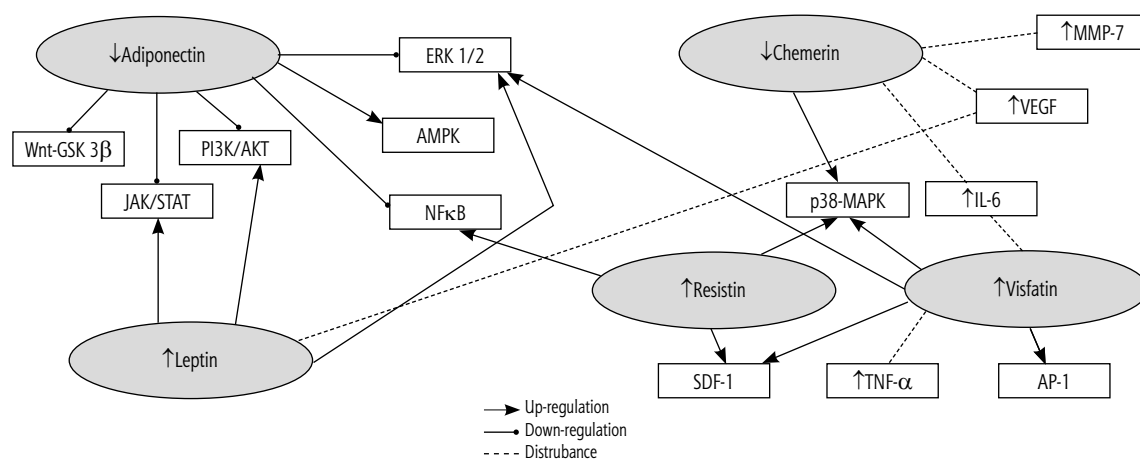 ↓Adiponectin
ERK 1/2
↓Chemerin
↑MMP-7
↑VEGF
Wnt-GSK 3β
PI3K/AKT
AMPK
JAK/STAT
NFκB
p38-MAPK
↑IL-6
↑Resistin
↑Visfatin
↑Leptin
SDF-1
↑TNF-α
AP-1
Up-regulation
Down-regulation
Distrubance